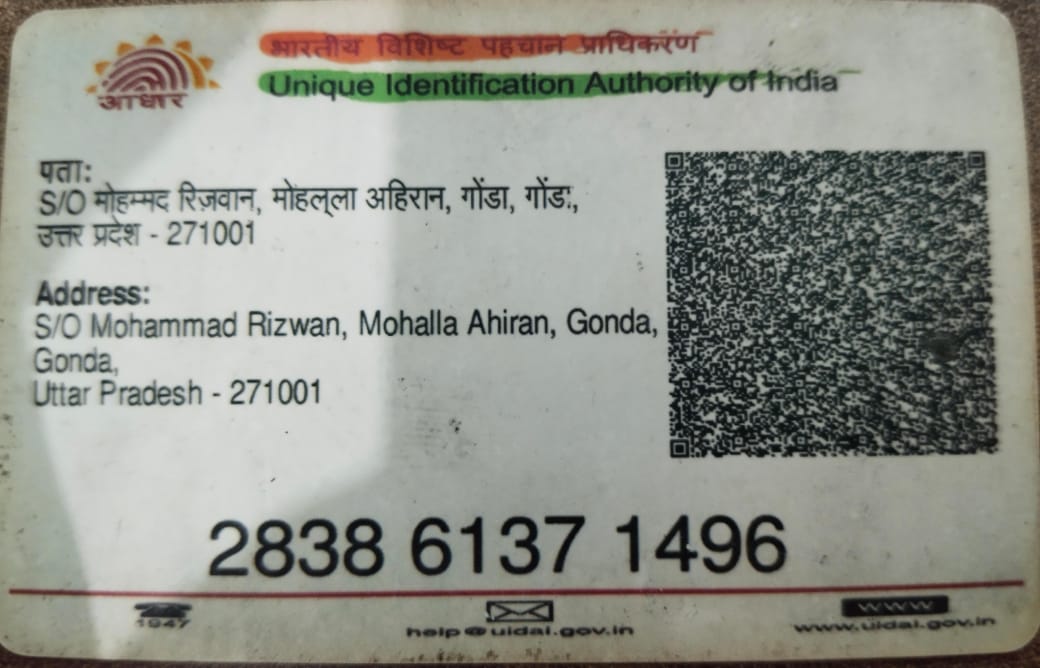 आधार
भारतीय विशिष्ट पहचान प्राधिकरण
Unique Identification Authority of India
पता:
S/O मोहम्मद रिज़वान, मोहल्ला अहिरान, गोंडा, गोंडा,
उत्तर प्रदेश - 271001
Address:
S/O Mohammad Rizwan, Mohalla Ahiran, Gonda,
Gonda,
Uttar Pradesh - 271001
2838 6137 1496
1947
help@uidai.gov.in
www
www.uidai.gov.in